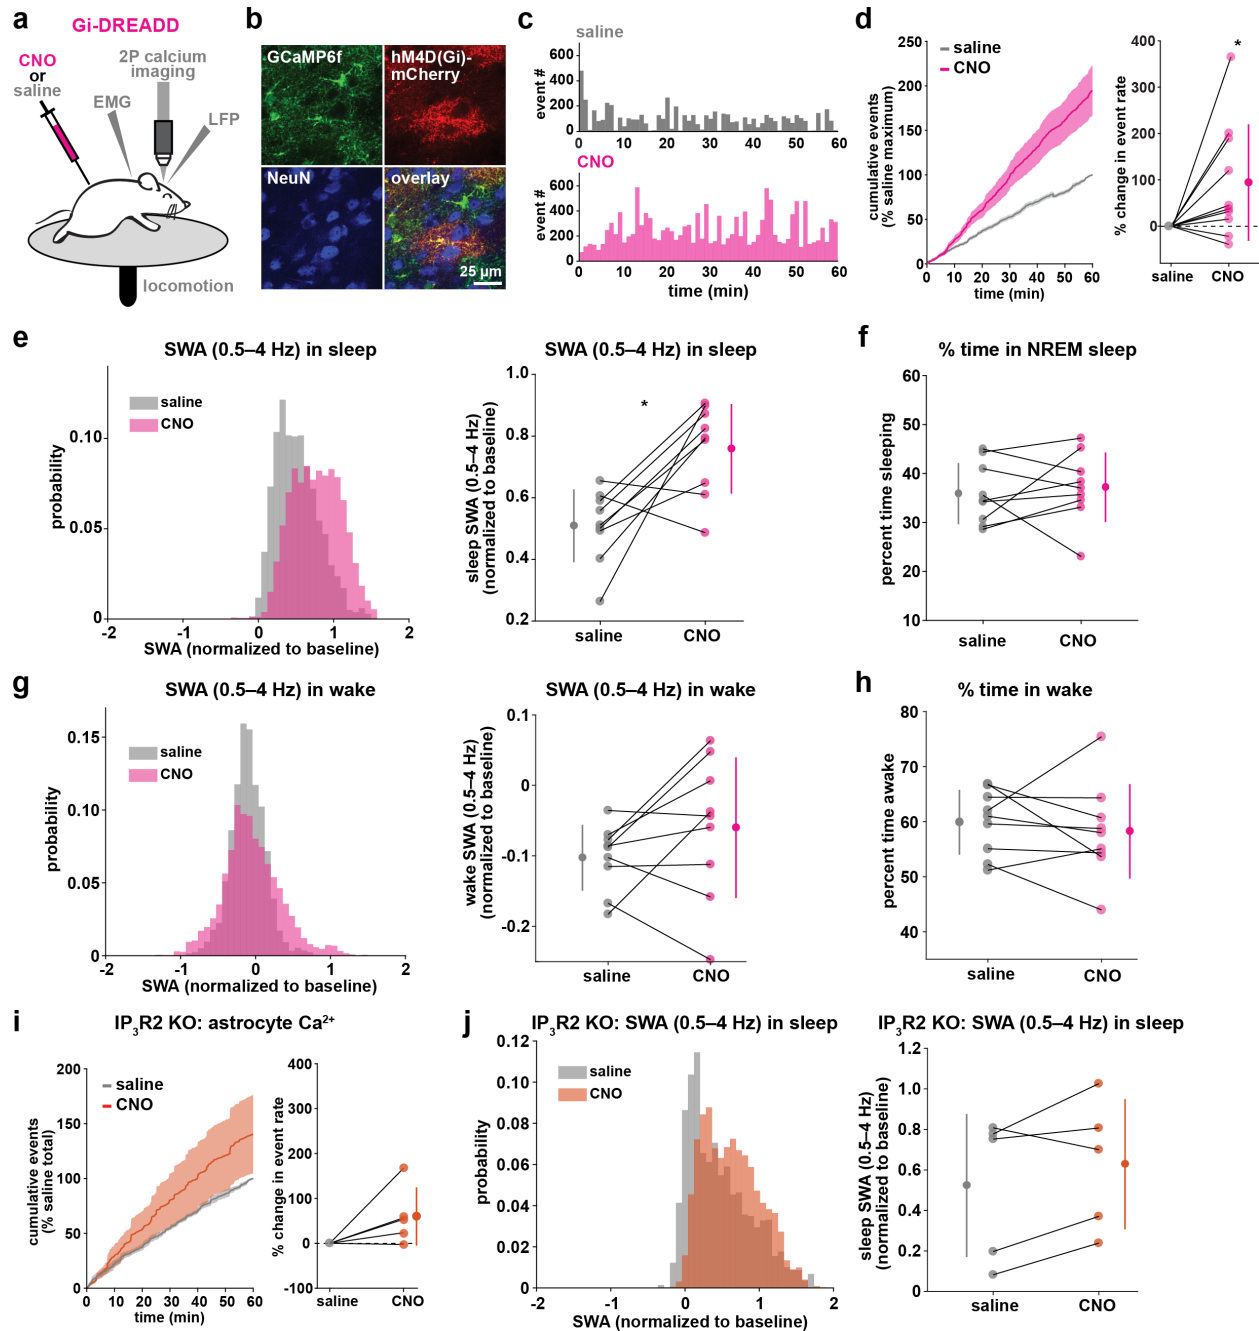 a
Gi-DREADD
CNO
or
saline
2P calcium
imaging
EMG
LFP
locomotion
b
GCaMP6f
hM4D(Gi)-
mCherry
NeuN
overlay
25 µm
c
saline
event #
600
400
200
0
0 10 20 30 40 50 60
CNO
event #
600
400
200
0
0 10 20 30 40 50 60
time (min)
d
saline
CNO
cumulative events
(% saline maximum)
250
200
150
100
50
0
0 10 20 30 40 50 60
time (min)
*
% change in event rate
400
300
200
100
0
saline CNO
e
SWA (0.5–4 Hz) in sleep
saline
CNO
probability
0.10
0.05
0
-2 -1 0 1 2
SWA (normalized to baseline)
SWA (0.5–4 Hz) in sleep
*
sleep SWA (0.5–4 Hz)
(normalized to baseline)
1.0
0.8
0.6
0.4
0.2
saline CNO
f
% time in NREM sleep
percent time sleeping
60
50
40
30
20
10
saline CNO
g
SWA (0.5–4 Hz) in wake
saline
CNO
probability
0.15
0.10
0.05
0
-2 -1 0 1 2
SWA (normalized to baseline)
SWA (0.5–4 Hz) in wake
wake SWA (0.5–4 Hz)
(normalized to baseline)
0.1
0
-0.1
-0.2
saline CNO
h
% time in wake
percent time awake
80
70
60
50
40
saline CNO
i
IP₃R2 KO: astrocyte Ca²⁺
saline
CNO
cumulative events
(% saline total)
200
150
100
50
0
0 10 20 30 40 50 60
time (min)
% change in event rate
400
300
200
100
0
-100
saline CNO
j
IP₃R2 KO: SWA (0.5–4 Hz) in sleep
saline
CNO
probability
0.12
0.10
0.08
0.06
0.04
0.02
0
-2 -1 0 1 2
SWA (normalized to baseline)
IP₃R2 KO: SWA (0.5–4 Hz) in sleep
sleep SWA (0.5–4 Hz)
(normalized to baseline)
1.2
1.0
0.8
0.6
0.4
0.2
0
saline CNO